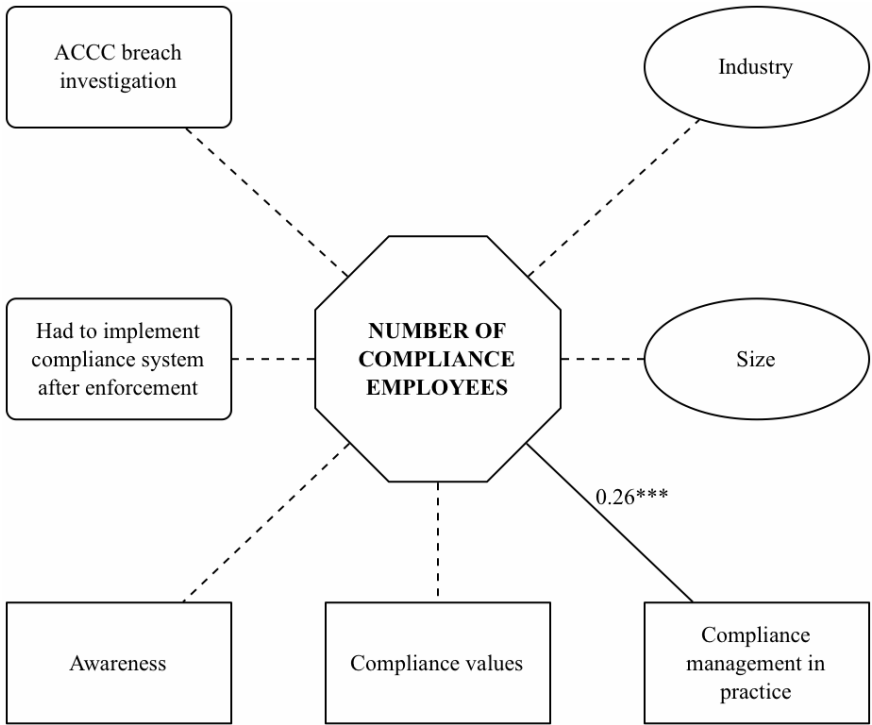 ACCC breach
investigation
Industry
Had to implement
compliance system
after enforcement
NUMBER OF
COMPLIANCE
EMPLOYEES
Size
0.26***
Awareness
Compliance values
Compliance
management in
practice